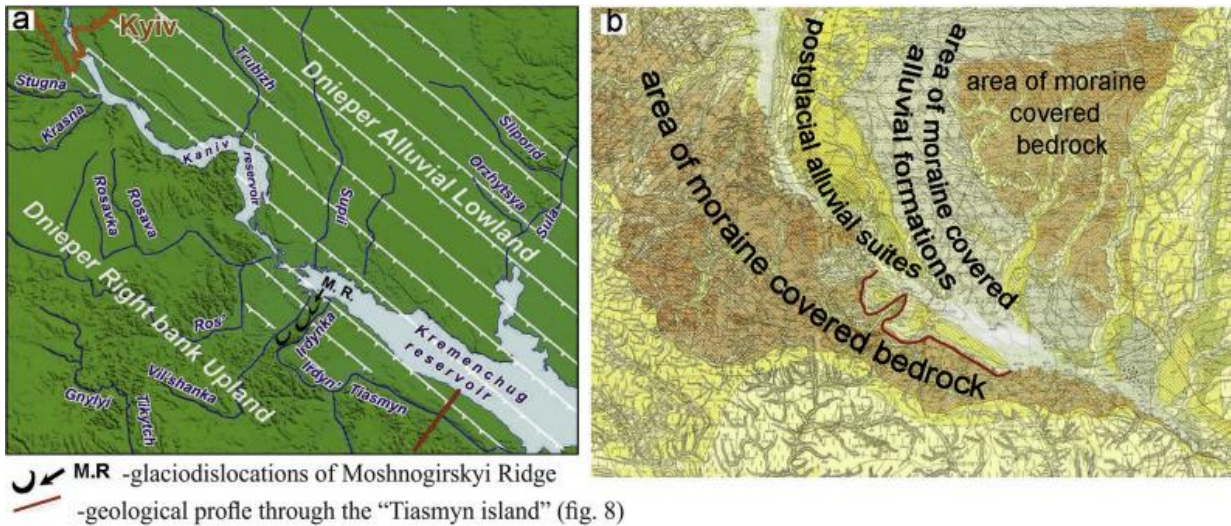 a
Kyiv
Stugna
Krasna
Trubizh
Dnieper Alluvial Lowland
Sliporid
Orzhytsya
Sula
Kaniv
reservoir
Supii
Rosavka
Rosava
Dnieper Right bank Upland
Ros'
M.R.
Irdynka
Irdyn'
Tiasmyn
Kremenchug
reservoir
Vil'shanka
Gnylyi
Tikytch
b
postglacial alluvial suites
area of moraine covered
alluvial formations
area of moraine
covered
bedrock
area of moraine covered bedrock
M.R -glaciodislocations of Moshnogirskyi Ridge
-geological profle through the “Tiasmyn island” (fig. 8)